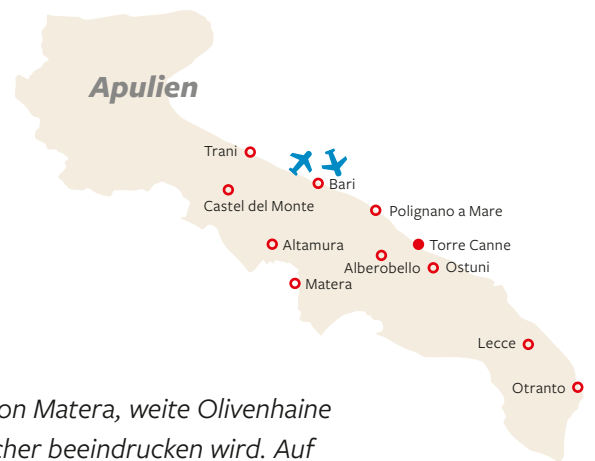 Apulien
Trani
Bari
Castel del Monte
Polignano a Mare
Altamura
Torre Canne
Alberobello
Ostuni
Matera
Lecce
Otranto
on Matera, weite Olivenhaine
cher beeindrucken wird. Auf